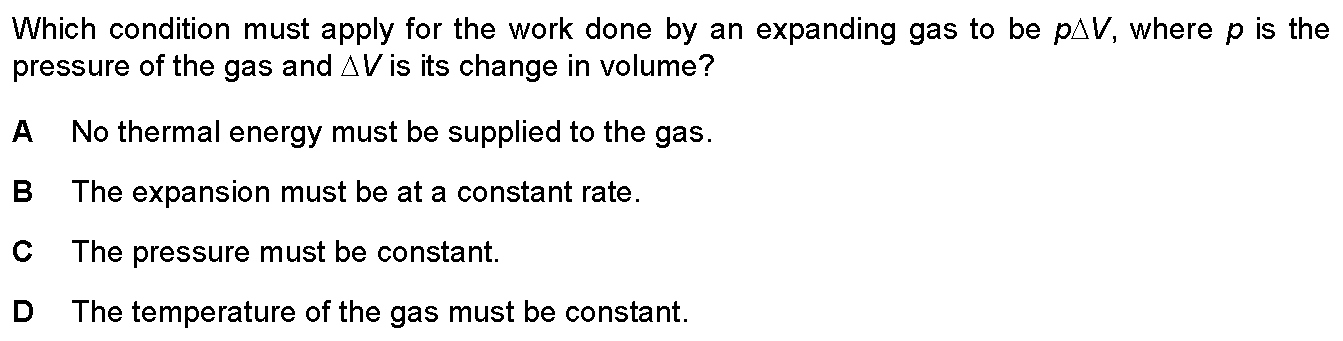 Which condition must apply for the work done by an expanding gas to be p∆V, where p is the
pressure of the gas and ∆V is its change in volume?
A No thermal energy must be supplied to the gas.
B The expansion must be at a constant rate.
C The pressure must be constant.
D The temperature of the gas must be constant.